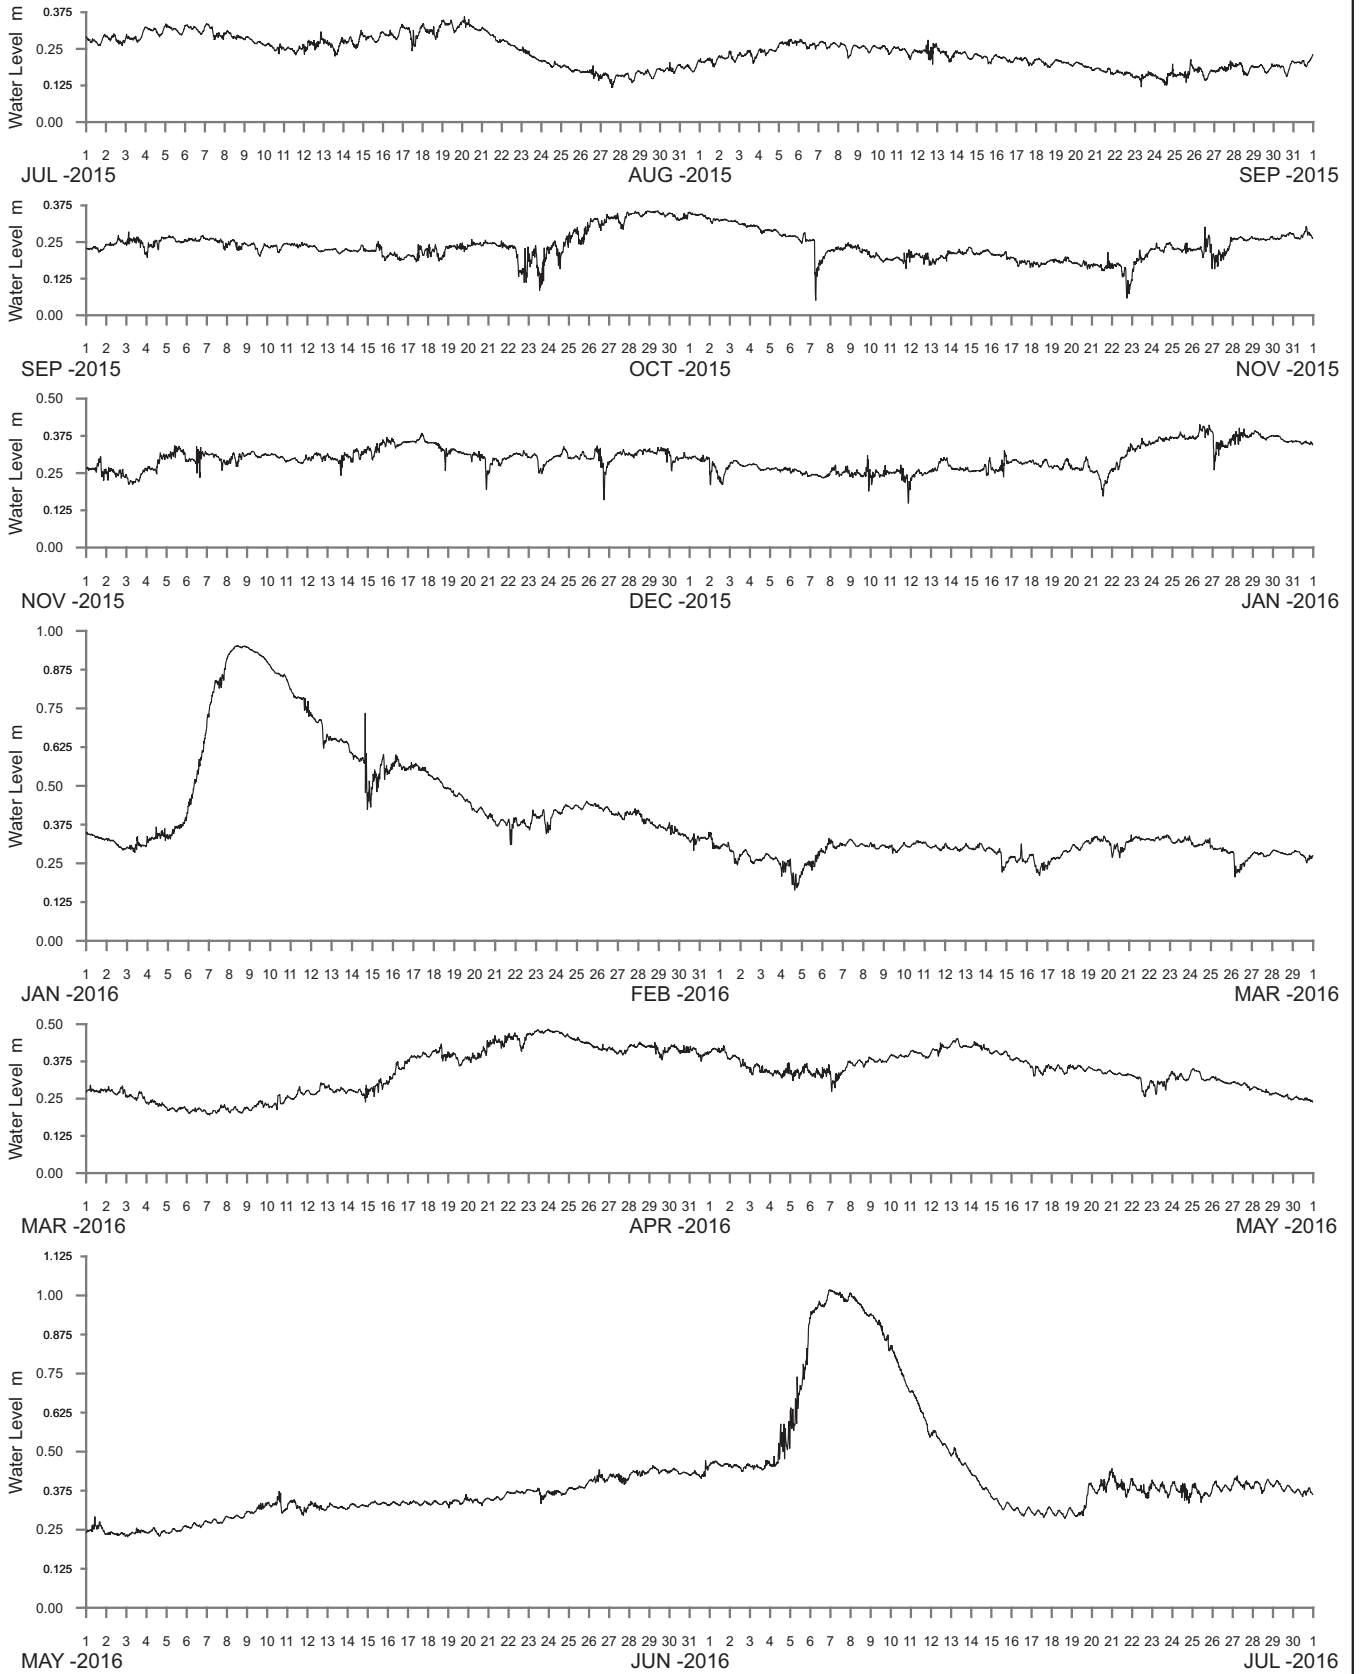 Water Level m
0.375
0.25
0.125
0.00
1 2 3 4 5 6 7 8 9 10 11 12 13 14 15 16 17 18 19 20 21 22 23 24 25 26 27 28 29 30 31 1 2 3 4 5 6 7 8 9 10 11 12 13 14 15 16 17 18 19 20 21 22 23 24 25 26 27 28 29 30 31 1
JUL -2015 AUG -2015 SEP -2015
Water Level m
0.375
0.25
0.125
0.00
1 2 3 4 5 6 7 8 9 10 11 12 13 14 15 16 17 18 19 20 21 22 23 24 25 26 27 28 29 30 1 2 3 4 5 6 7 8 9 10 11 12 13 14 15 16 17 18 19 20 21 22 23 24 25 26 27 28 29 30 31 1
SEP -2015 OCT -2015 NOV -2015
Water Level m
0.50
0.375
0.25
0.125
0.00
1 2 3 4 5 6 7 8 9 10 11 12 13 14 15 16 17 18 19 20 21 22 23 24 25 26 27 28 29 30 1 2 3 4 5 6 7 8 9 10 11 12 13 14 15 16 17 18 19 20 21 22 23 24 25 26 27 28 29 30 31 1
NOV -2015 DEC -2015 JAN -2016
Water Level m
1.00
0.875
0.75
0.625
0.50
0.375
0.25
0.125
0.00
1 2 3 4 5 6 7 8 9 10 11 12 13 14 15 16 17 18 19 20 21 22 23 24 25 26 27 28 29 30 31 1 2 3 4 5 6 7 8 9 10 11 12 13 14 15 16 17 18 19 20 21 22 23 24 25 26 27 28 29 1
JAN -2016 FEB -2016 MAR -2016
Water Level m
0.50
0.375
0.25
0.125
0.00
1 2 3 4 5 6 7 8 9 10 11 12 13 14 15 16 17 18 19 20 21 22 23 24 25 26 27 28 29 30 31 1 2 3 4 5 6 7 8 9 10 11 12 13 14 15 16 17 18 19 20 21 22 23 24 25 26 27 28 29 30 1
MAR -2016 APR -2016 MAY -2016
Water Level m
1.125
1.00
0.875
0.75
0.625
0.50
0.375
0.25
0.125
0.00
1 2 3 4 5 6 7 8 9 10 11 12 13 14 15 16 17 18 19 20 21 22 23 24 25 26 27 28 29 30 31 1 2 3 4 5 6 7 8 9 10 11 12 13 14 15 16 17 18 19 20 21 22 23 24 25 26 27 28 29 30 1
MAY -2016 JUN -2016 JUL -2016